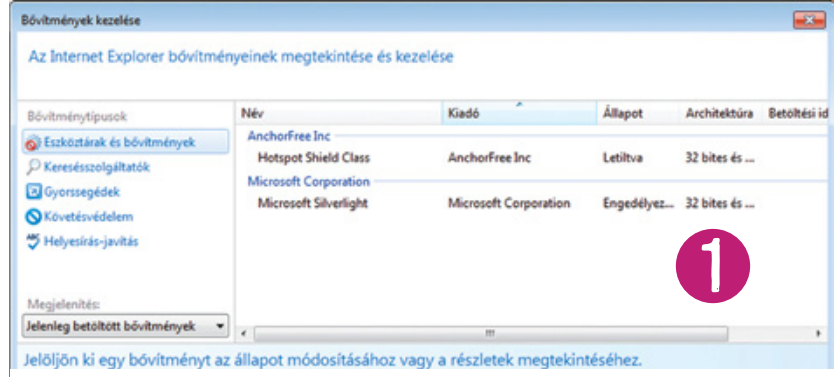 Bővítmények kezelése
Az Internet Explorer bővítményeinek megtekintése és kezelése
Bővítménytípusok
Eszköztárak és bővítmények
Keresésszolgáltatók
Gyorssegédek
Követésvédelem
Helyesírás-javítás
Név Kiadó Állapot Architektúra Betöltési id
AnchorFree Inc
Hotspot Shield Class AnchorFree Inc Letiltva 32 bites és ...
Microsoft Corporation
Microsoft Silverlight Microsoft Corporation Engedélyez... 32 bites és ...
1
Megjelenítés:
Jelenleg betöltött bővítmények
Jelöljön ki egy bővítményt az állapot módosításához vagy a részletek megtekintéséhez.